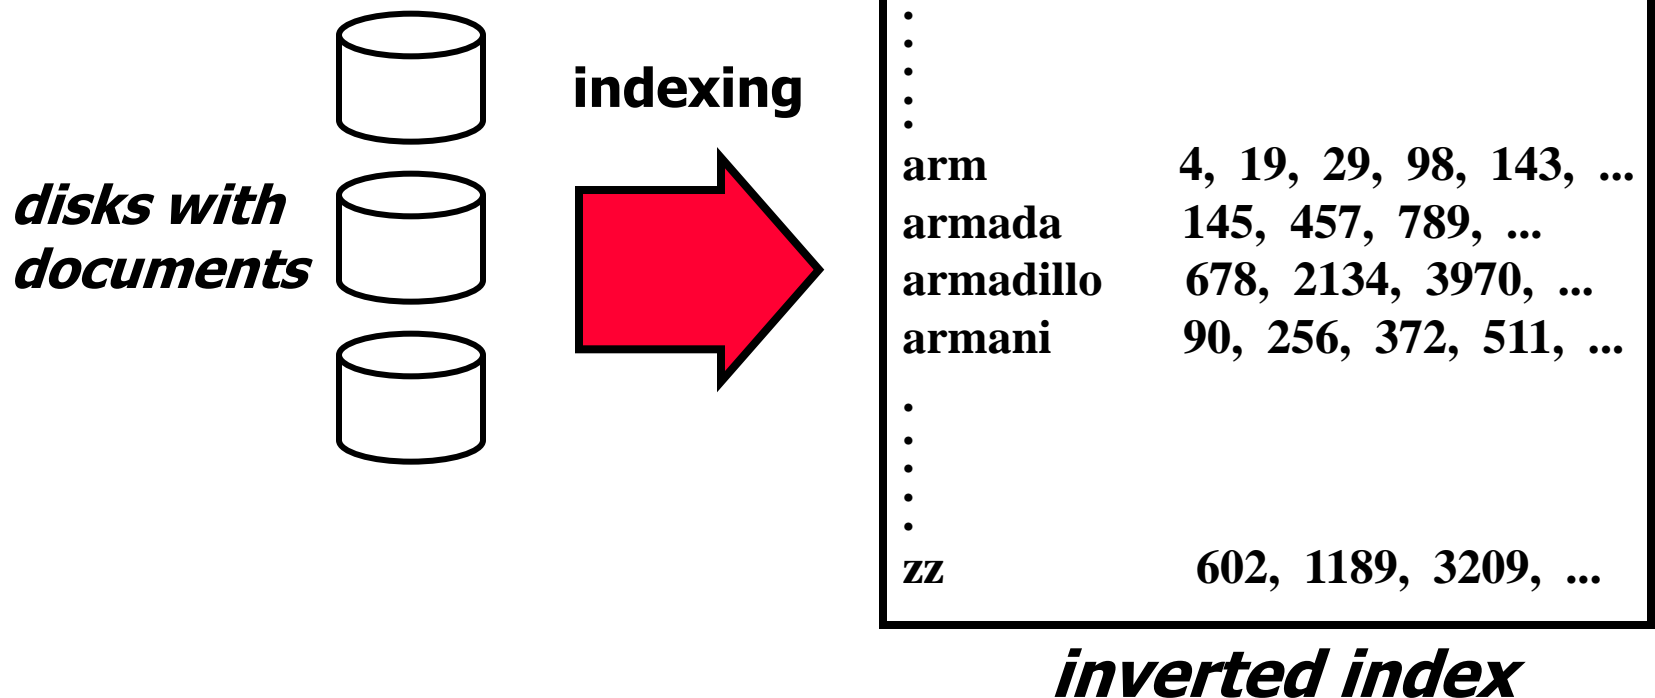 indexing
disks with
documents
.
.
.
.
.
arm 4, 19, 29, 98, 143, ...
armada 145, 457, 789, ...
armadillo 678, 2134, 3970, ...
armani 90, 256, 372, 511, ...
.
.
.
.
.
zz 602, 1189, 3209, ...
inverted index